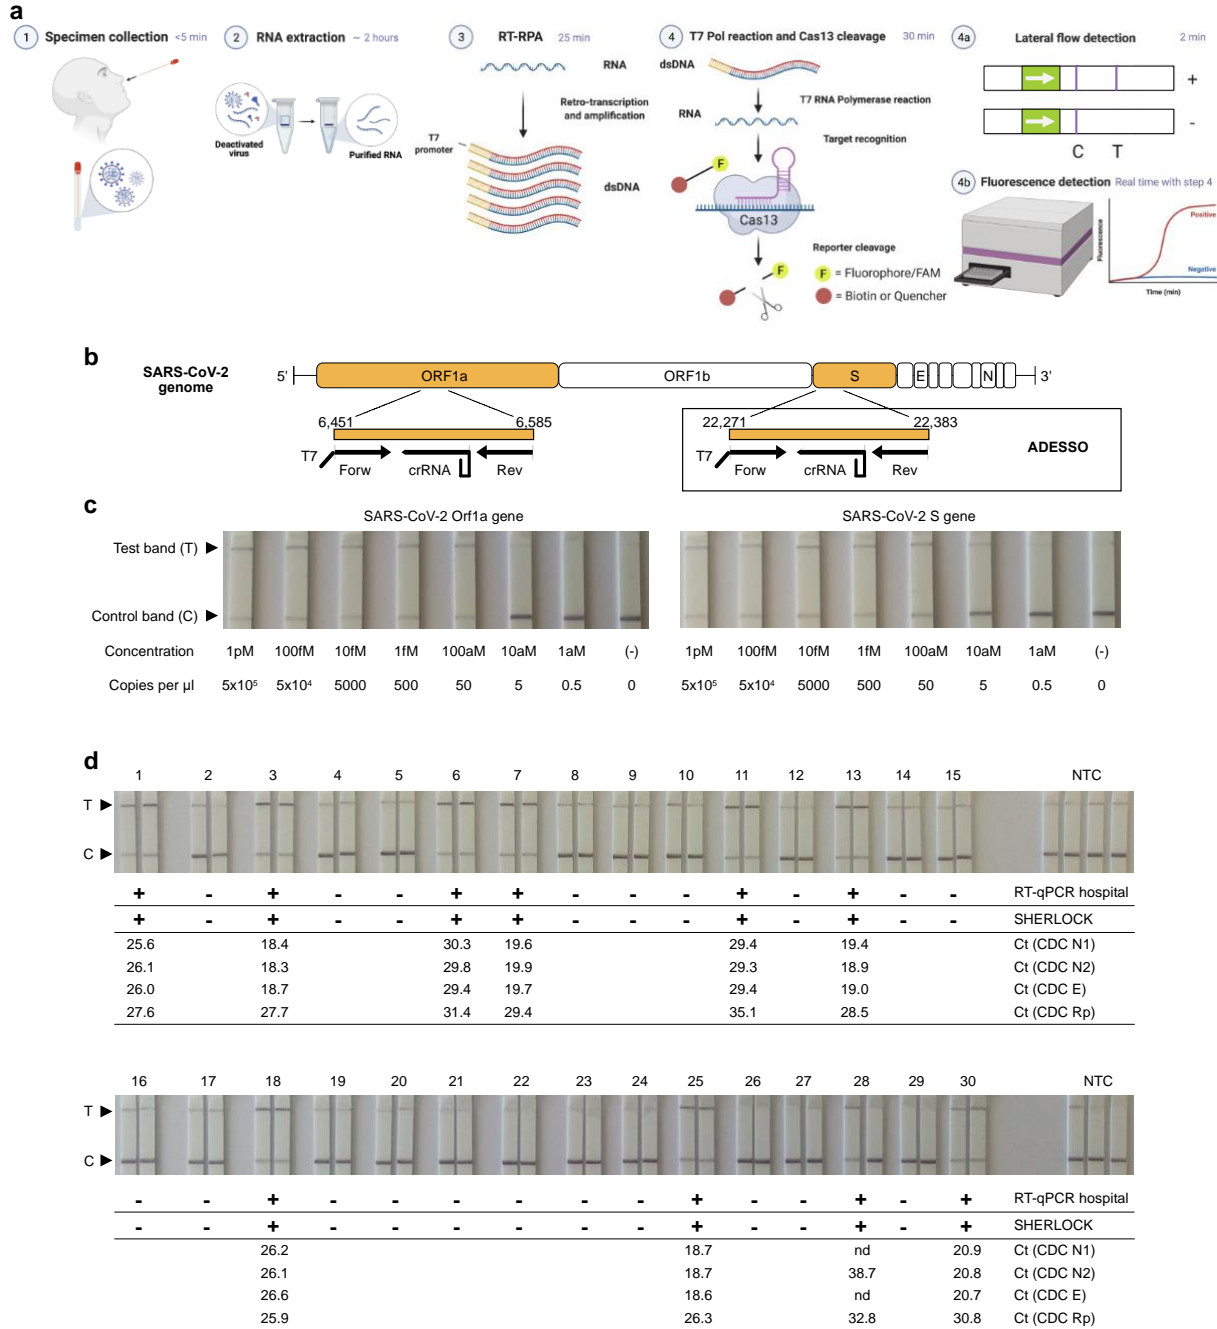 a
1 Specimen collection <5 min
2 RNA extraction ~ 2 hours
3 RT-RPA 25 min
4 T7 Pol reaction and Cas13 cleavage 30 min
4a Lateral flow detection 2 min
Deactivated
virus
Purified RNA
RNA
Retro-transcription
and amplification
T7
promoter
dsDNA
dsDNA
T7 RNA Polymerase reaction
RNA
Target recognition
F
Cas13
Reporter cleavage
F
F = Fluorophore/FAM
= Biotin or Quencher
+
-
C T
4b Fluorescence detection Real time with step 4
Fluorescence
Positive
Negative
Time (min)
b
SARS-CoV-2
genome
5' ORF1a ORF1b S E N 3'
6,451 6,585
T7 Forw crRNA Rev
22,271 22,383
T7 Forw crRNA Rev
ADESSO
c
SARS-CoV-2 Orf1a gene SARS-CoV-2 S gene
Test band (T)
Control band (C)
Concentration 1pM 100fM 10fM 1fM 100aM 10aM 1aM (-) 1pM 100fM 10fM 1fM 100aM 10aM 1aM (-)
Copies per µl 5x10⁵ 5x10⁴ 5000 500 50 5 0.5 0 5x10⁵ 5x10⁴ 5000 500 50 5 0.5 0
d
1 2 3 4 5 6 7 8 9 10 11 12 13 14 15 NTC
T
C
+ - + - - + + - - - + - + - - RT-qPCR hospital
+ - + - - + + - - - + - + - - SHERLOCK
25.6 18.4 30.3 19.6 29.4 19.4 Ct (CDC N1)
26.1 18.3 29.8 19.9 29.3 18.9 Ct (CDC N2)
26.0 18.7 29.4 19.7 29.4 19.0 Ct (CDC E)
27.6 27.7 31.4 29.4 35.1 28.5 Ct (CDC Rp)
16 17 18 19 20 21 22 23 24 25 26 27 28 29 30 NTC
T
C
- - + - - - - - - + - - + - + RT-qPCR hospital
- - + - - - - - - + - - + - + SHERLOCK
26.2 18.7 nd 20.9 Ct (CDC N1)
26.1 18.7 38.7 20.8 Ct (CDC N2)
26.6 18.6 nd 20.7 Ct (CDC E)
25.9 26.3 32.8 30.8 Ct (CDC Rp)